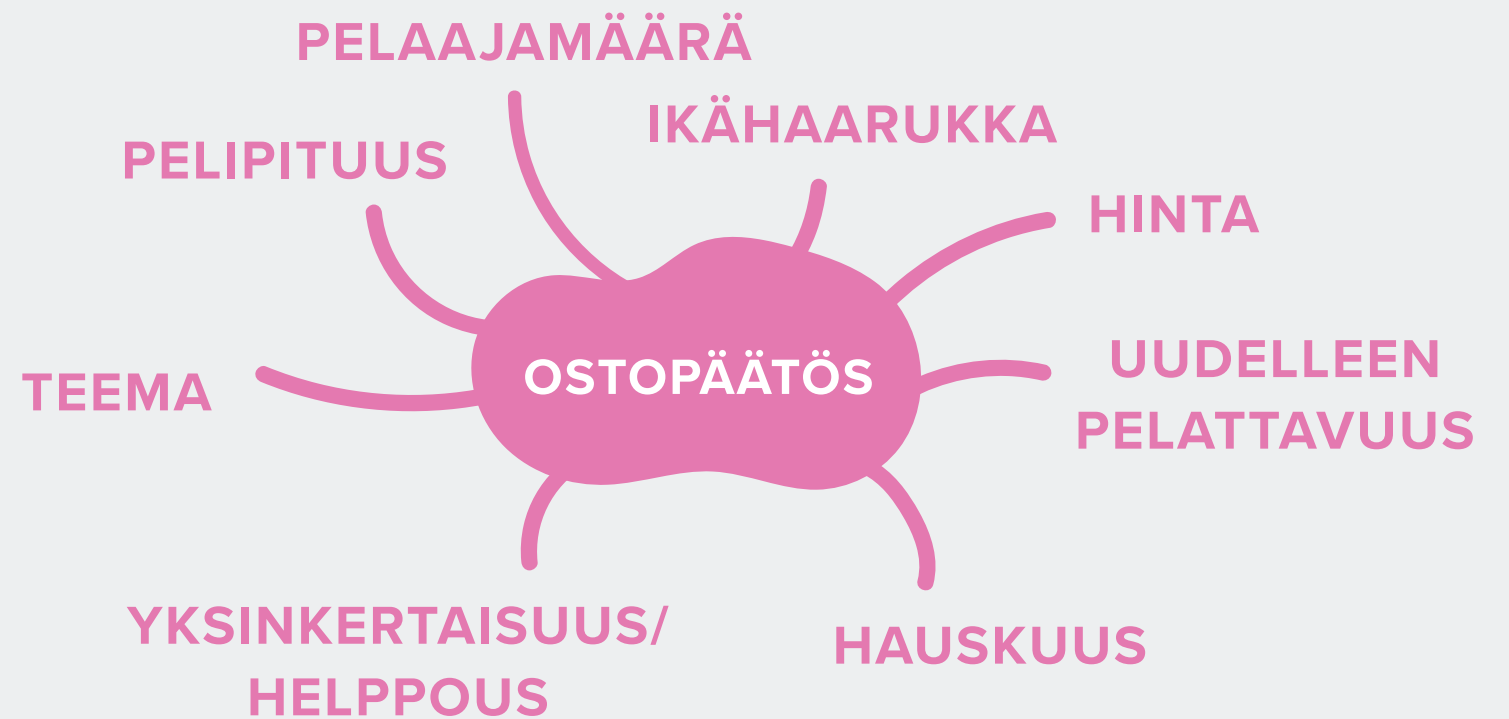 PELAAJAMÄÄRÄ
IKÄHAARUKKA
PELIPITUUS
HINTA
UUDELLEEN
PELATTAVUUS
OSTOPÄÄTÖS
TEEMA
YKSINKERTAISUUS/
HELPPOUS
HAUSKUUS